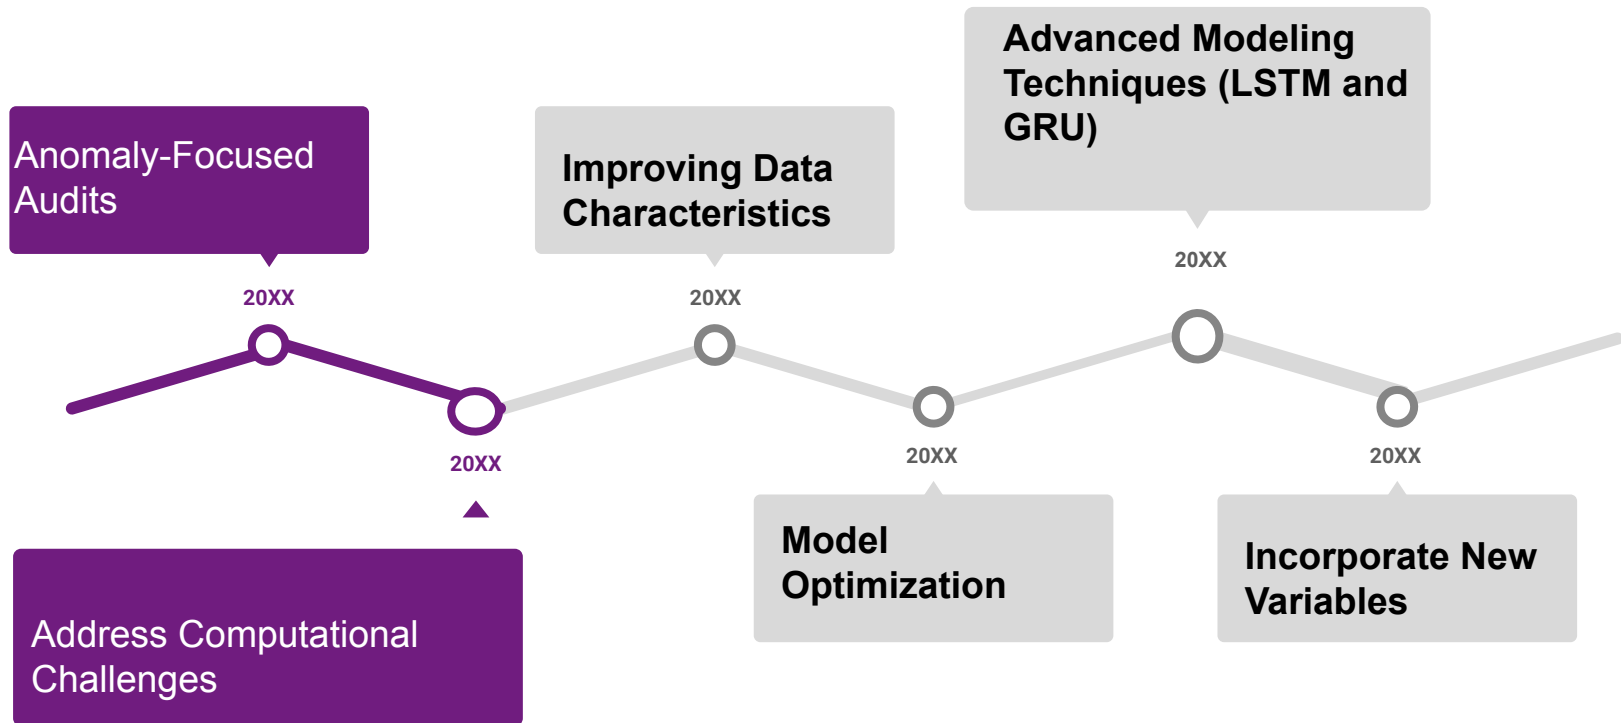 Anomaly-Focused
Audits
20XX
20XX
Address Computational
Challenges
Improving Data
Characteristics
20XX
20XX
Model
Optimization
Advanced Modeling
Techniques (LSTM and
GRU)
20XX
20XX
Incorporate New
Variables